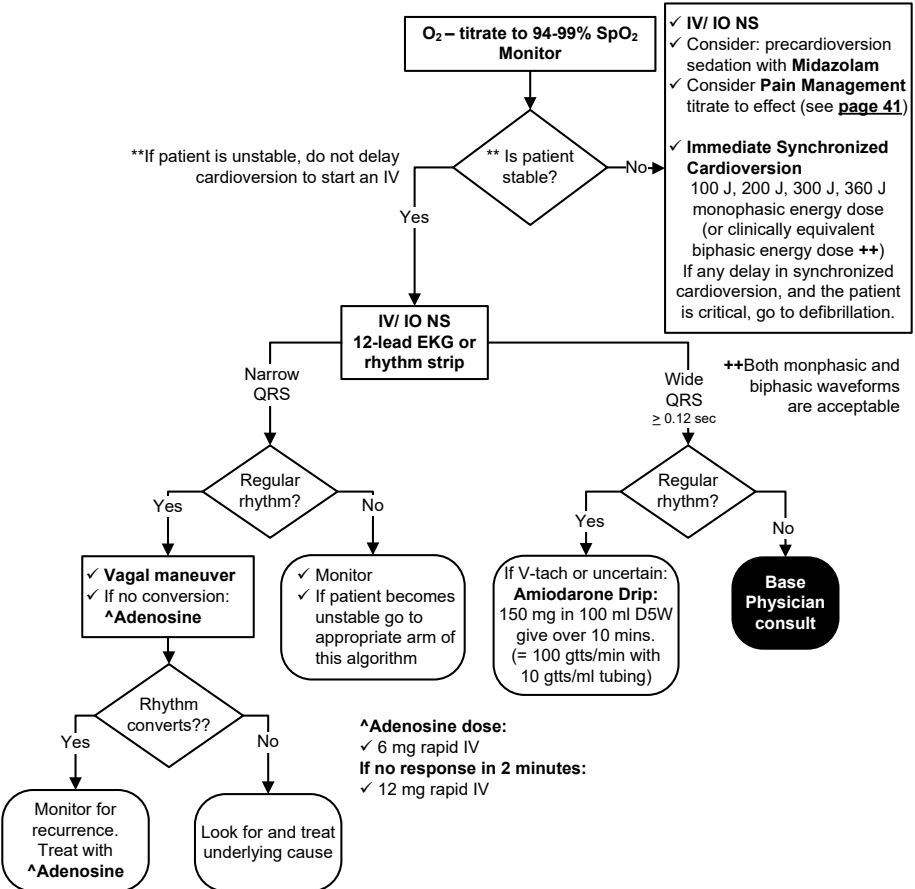 O₂ – titrate to 94-99% SpO₂
Monitor
✓ IV/ IO NS
✓ Consider: precardioversion
sedation with Midazolam
✓ Consider Pain Management
titrate to effect (see page 41)
✓ Immediate Synchronized
Cardioversion
100 J, 200 J, 300 J, 360 J
monophasic energy dose
(or clinically equivalent
biphasic energy dose ++)
If any delay in synchronized
cardioversion, and the patient
is critical, go to defibrillation.
**If patient is unstable, do not delay
cardioversion to start an IV
** Is patient
stable?
No
Yes
IV/ IO NS
12-lead EKG or
rhythm strip
Narrow
QRS
Wide
QRS
≥ 0.12 sec
++Both monphasic and
biphasic waveforms
are acceptable
Regular
rhythm?
Yes
No
Regular
rhythm?
Yes
No
✓ Vagal maneuver
✓ If no conversion:
^Adenosine
✓ Monitor
✓ If patient becomes
unstable go to
appropriate arm of
this algorithm
If V-tach or uncertain:
Amiodarone Drip:
150 mg in 100 ml D5W
give over 10 mins.
(= 100 gtts/min with
10 gtts/ml tubing)
Base
Physician
consult
Rhythm
converts??
Yes
No
^Adenosine dose:
✓ 6 mg rapid IV
If no response in 2 minutes:
✓ 12 mg rapid IV
Monitor for
recurrence.
Treat with
^Adenosine
Look for and treat
underlying cause